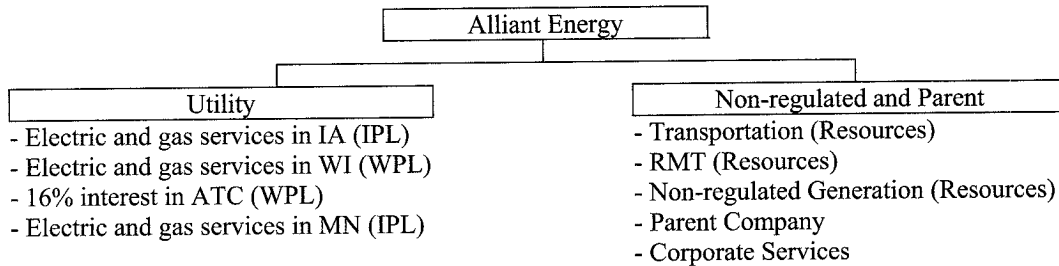 Alliant Energy
Utility
- Electric and gas services in IA (IPL)
- Electric and gas services in WI (WPL)
- 16% interest in ATC (WPL)
- Electric and gas services in MN (IPL)
Non-regulated and Parent
- Transportation (Resources)
- RMT (Resources)
- Non-regulated Generation (Resources)
- Parent Company
- Corporate Services